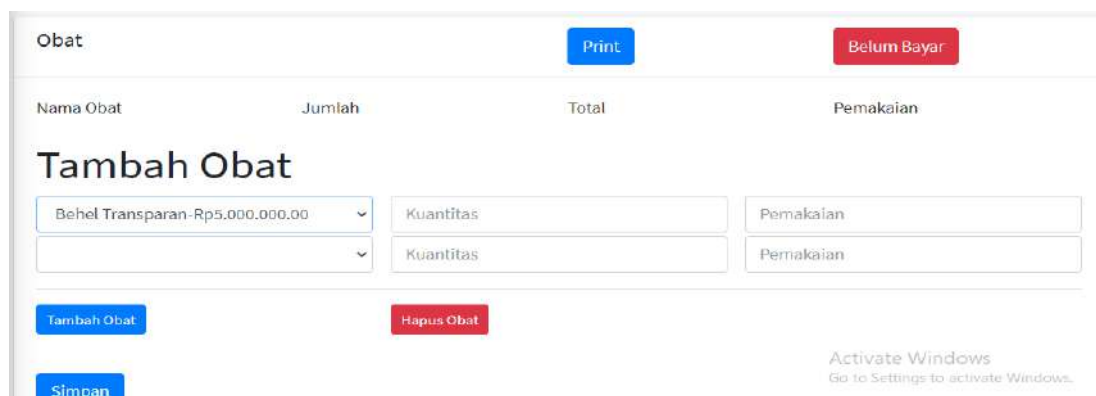 Obat Print Belum Bayar
Nama Obat Jumlah Total Pemakaian
Tambah Obat
Behel Transparan-Rp5.000.000.00 Kuantitas Pemakaian
Kuantitas Pemakaian
Tambah Obat Hapus Obat
Activate Windows
Go to Settings to activate Windows.
Simpan